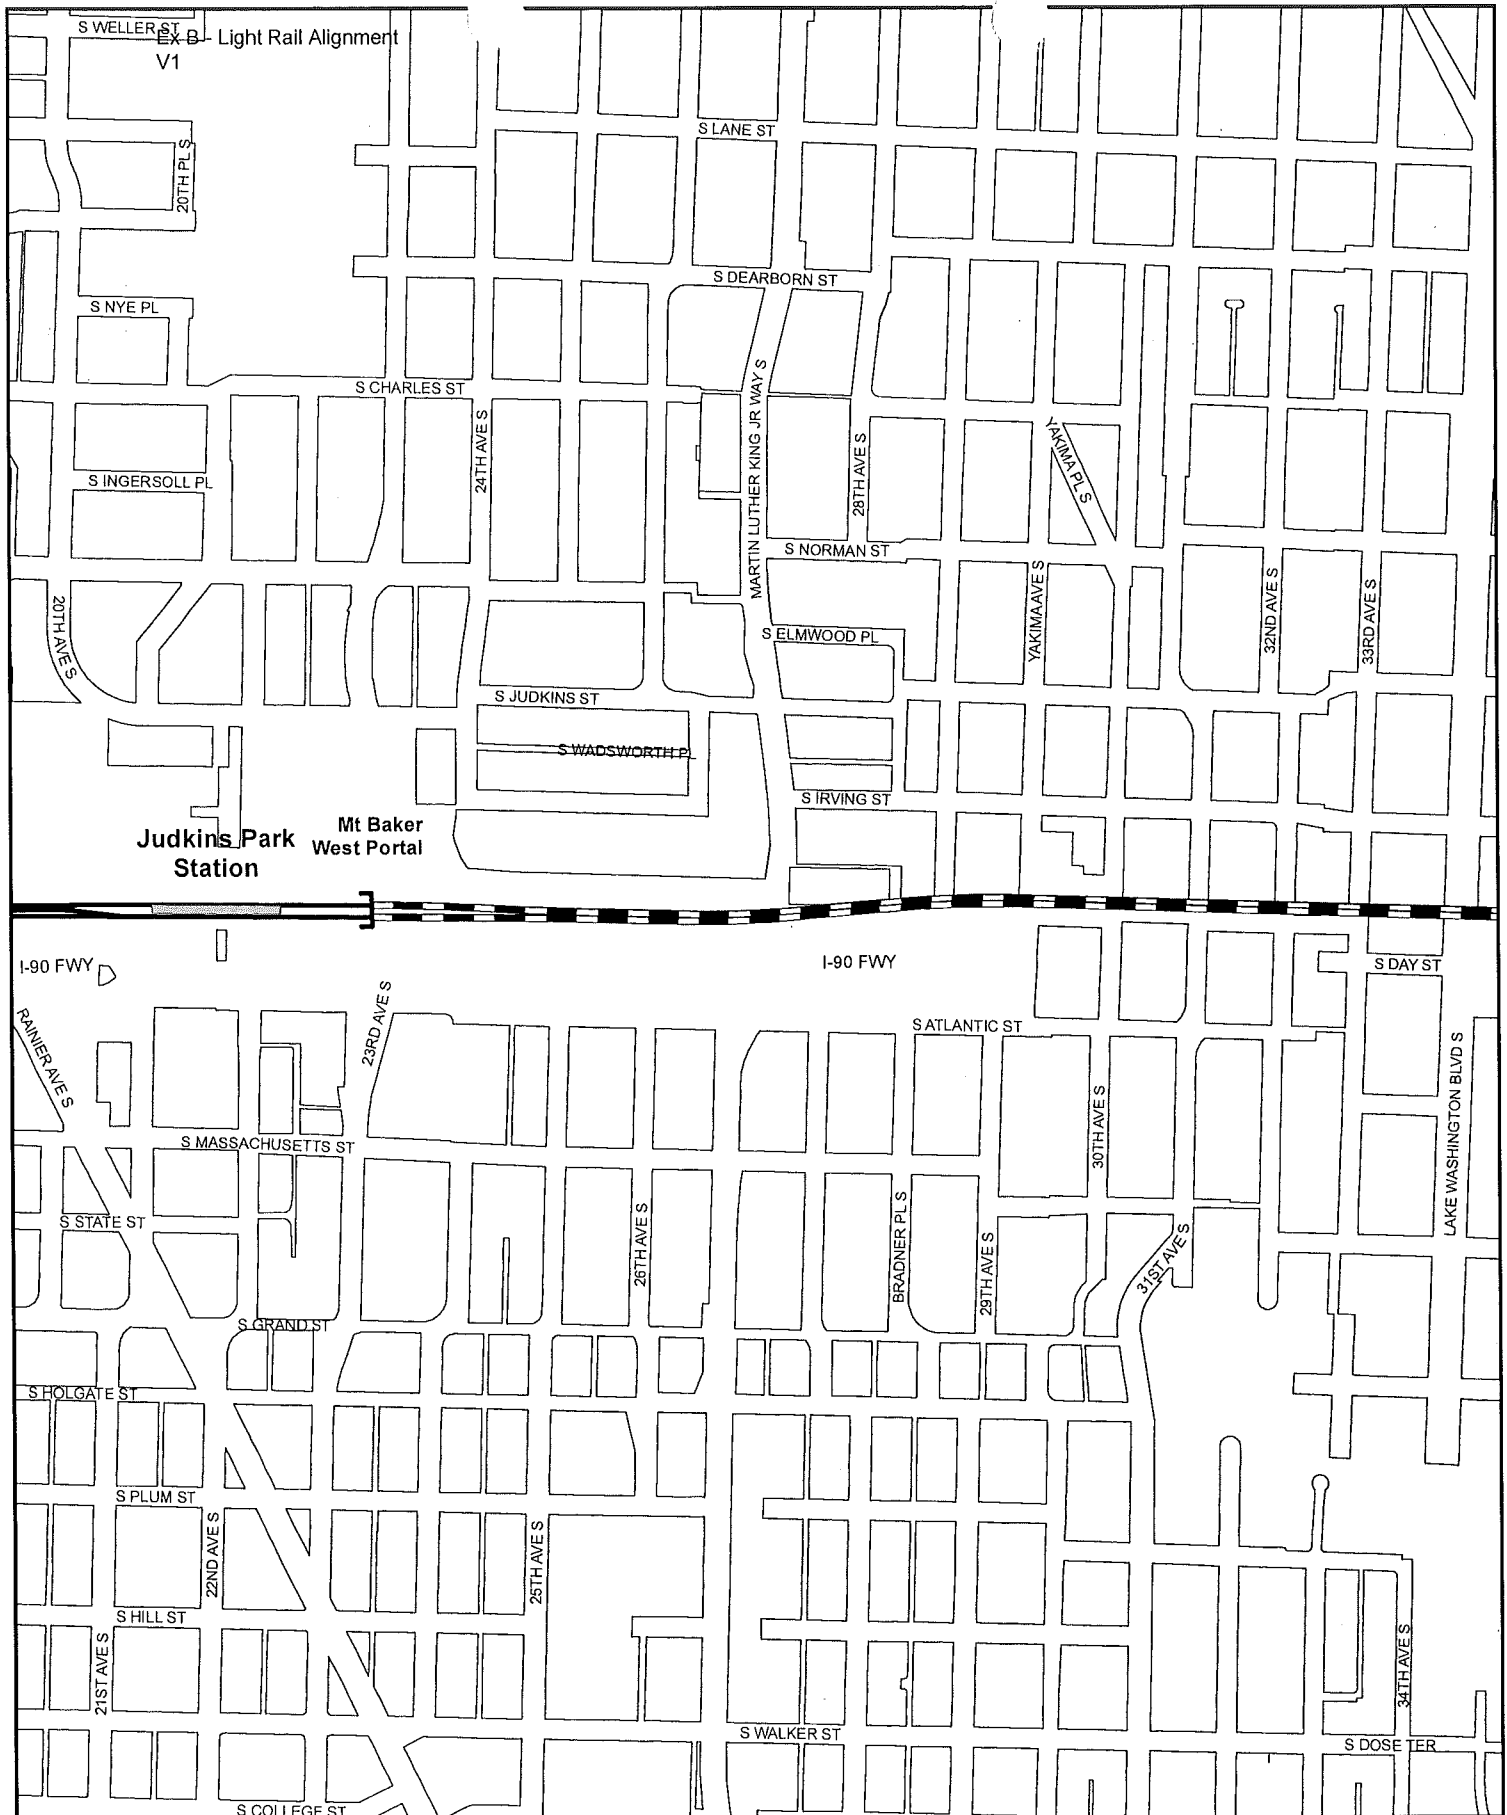 S WELLER ST
Ex B - Light Rail Alignment
V1
S LANE ST
20TH PL S
S DEARBORN ST
S NYE PL
S CHARLES ST
MARTIN LUTHER KING JR WAY S
24TH AVE S
28TH AVE S
YAKIMA PL S
S INGERSOLL PL
S NORMAN ST
20TH AVE S
YAKIMA AVE S
32ND AVE S
33RD AVE S
S ELMWOOD PL
S JUDKINS ST
S WADSWORTH PL
S IRVING ST
Judkins Park
Station
Mt Baker
West Portal
I-90 FWY
I-90 FWY
S DAY ST
RAINIER AVE S
23RD AVE S
S ATLANTIC ST
LAKE WASHINGTON BLVD S
30TH AVE S
S MASSACHUSETTS ST
S STATE ST
26TH AVE S
BRADNER PL S
29TH AVE S
31ST AVE S
S GRAND ST
S HOLGATE ST
S PLUM ST
22ND AVE S
25TH AVE S
S HILL ST
21ST AVE S
34TH AVE S
S WALKER ST
S DOSE TER
S COLLEGE ST